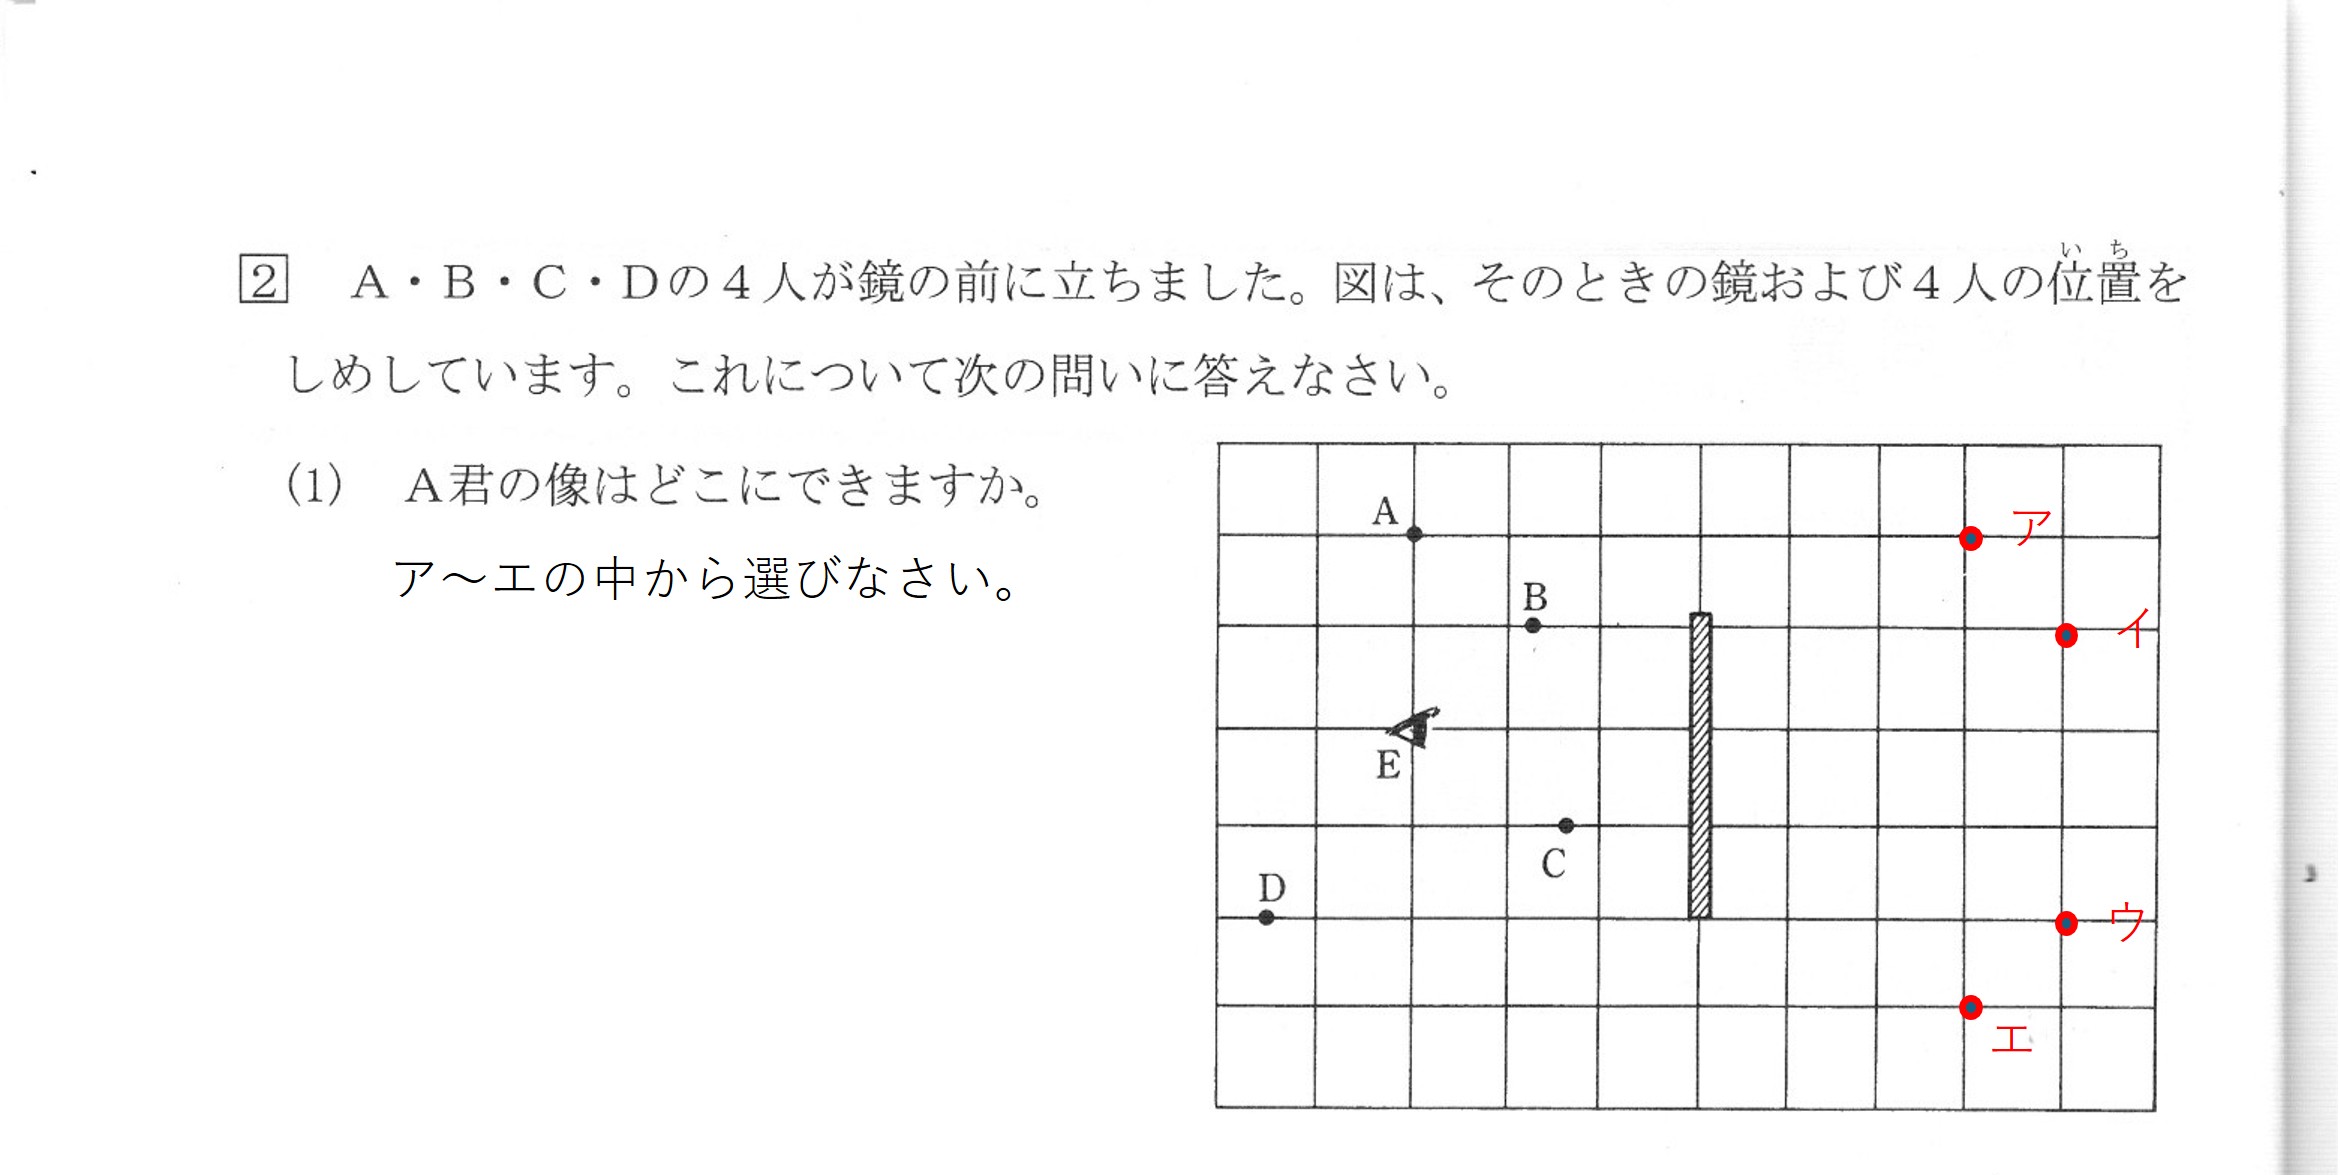 いち
2 A・B・C・Dの4人が鏡の前に立ちました。図は、そのときの鏡および4人の位置を
しめしています。これについて次の問いに答えなさい。
(1) A君の像はどこにできますか。
ア～エの中から選びなさい。
A
ア
B
イ
E
C
D
ウ
エ